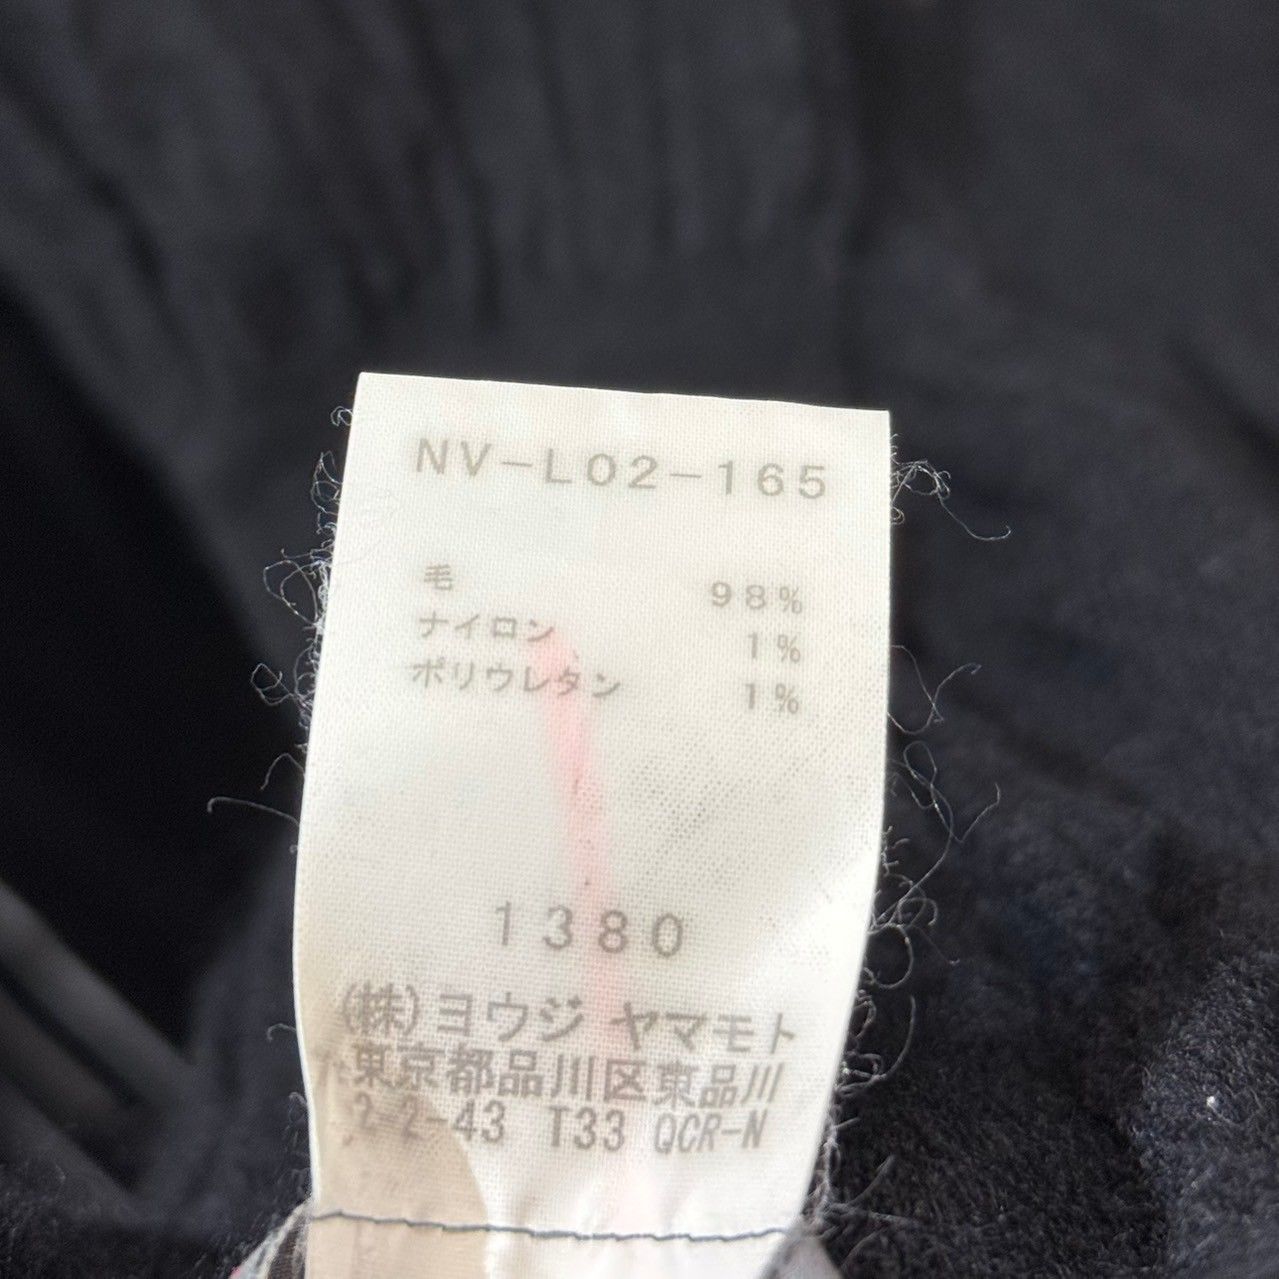 NV-L02-165
毛 98%
ナイロン 1%
ポリウレタン 1%
1380
(株)ヨウジ ヤマモト
東京都品川区東品川
2-2-43 T33 QCR-N